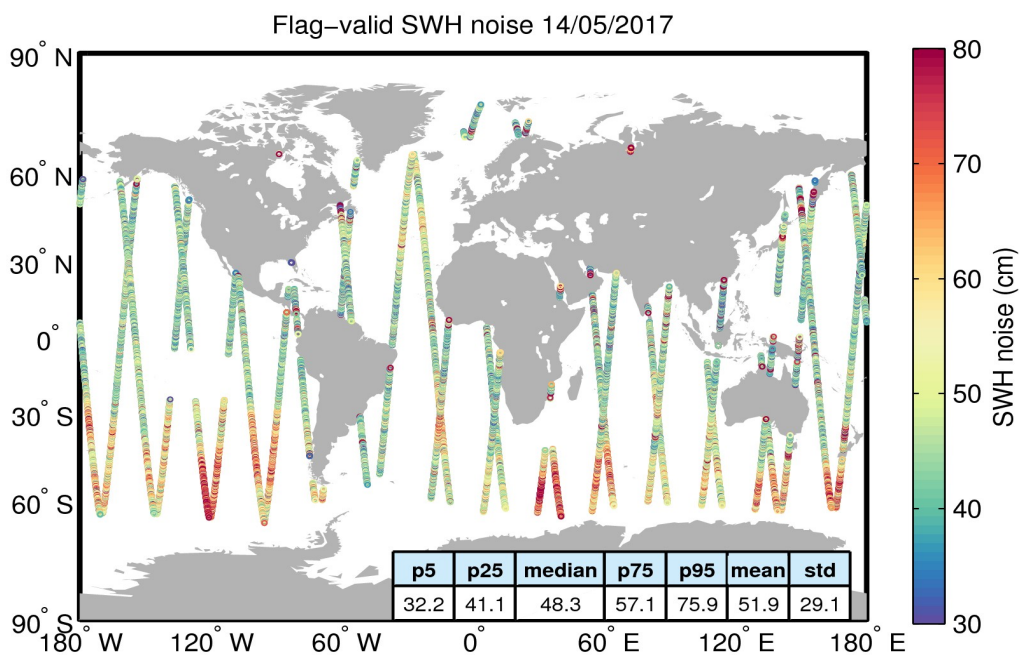 Flag−valid SWH noise 14/05/2017
90° N
60° N
30° N
0°
30° S
60° S
90° S
180° W
120° W
60° W
0°
60° E
120° E
180° E
p5 p25 median p75 p95 mean std
32.2 41.1 48.3 57.1 75.9 51.9 29.1
80
70
60
50
40
30
SWH noise (cm)